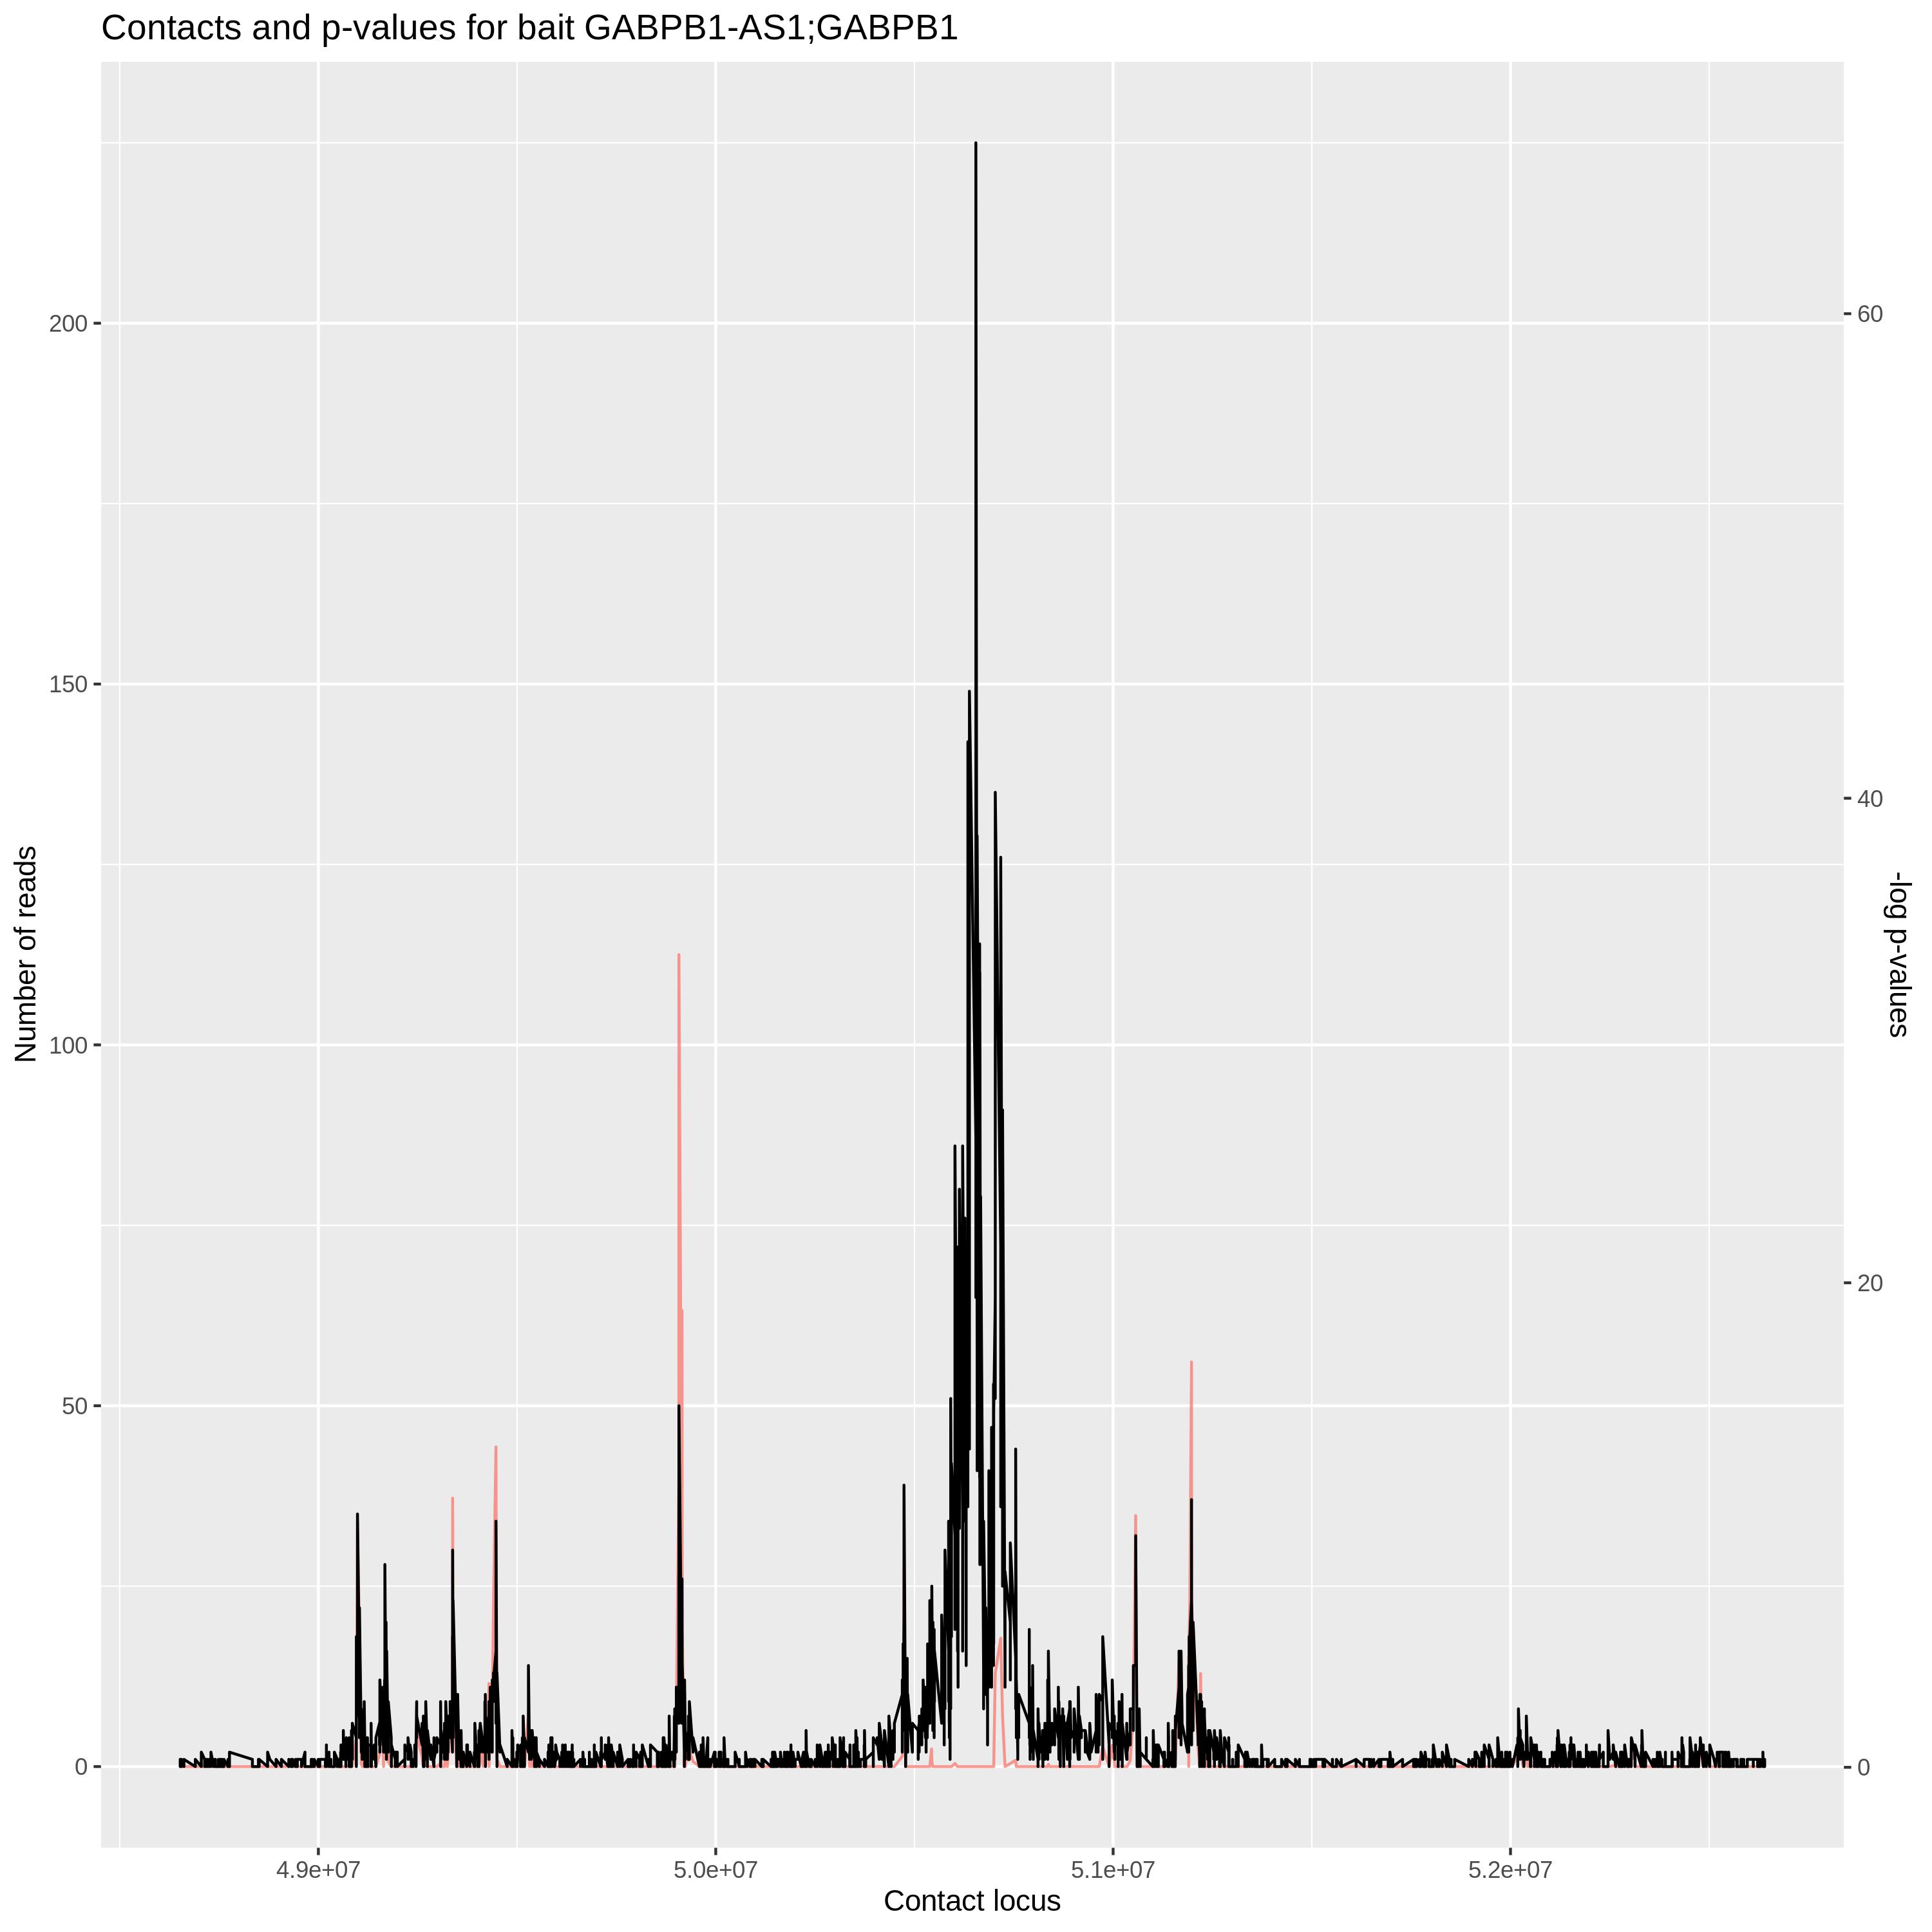 Contacts and p-values for bait GABPB1-AS1;GABPB1
Number of reads
200
150
100
50
0
60
40
20
0
-log p-values
4.9e+07
5.0e+07
5.1e+07
5.2e+07
Contact locus